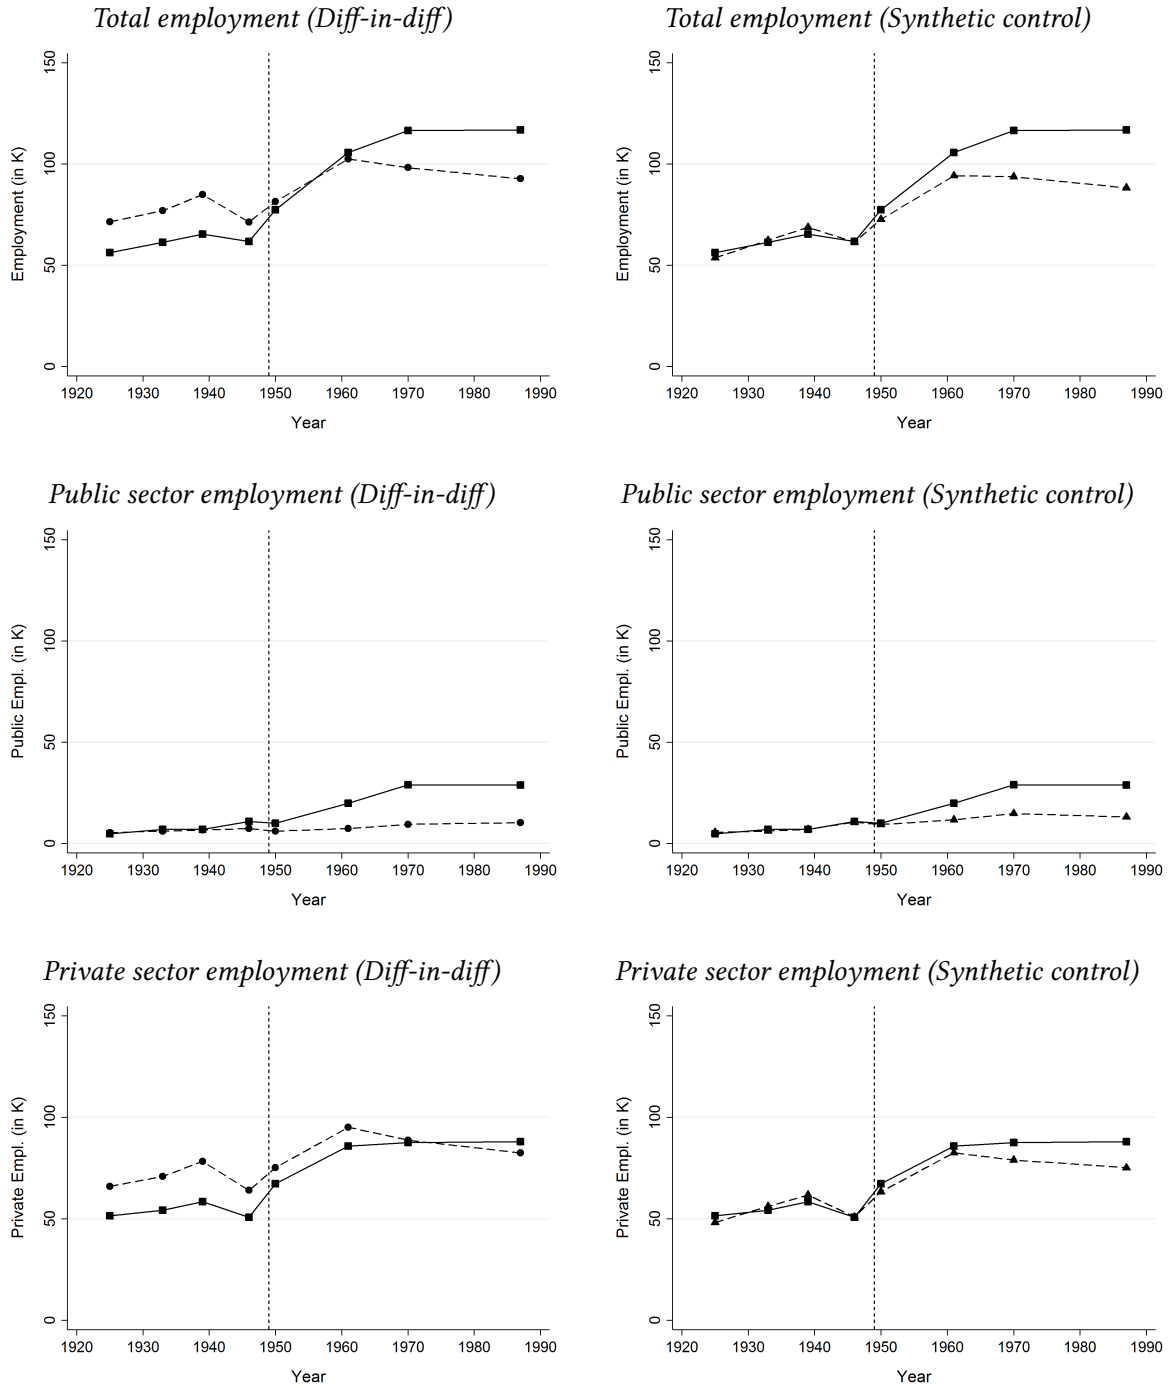 Total employment (Diff-in-diff)
150
100
50
0
Employment (in K)
1920 1930 1940 1950 1960 1970 1980 1990
Year
Total employment (Synthetic control)
150
100
50
0
Employment (in K)
1920 1930 1940 1950 1960 1970 1980 1990
Year
Public sector employment (Diff-in-diff)
150
100
50
0
Public Empl. (in K)
1920 1930 1940 1950 1960 1970 1980 1990
Year
Public sector employment (Synthetic control)
150
100
50
0
Public Empl. (in K)
1920 1930 1940 1950 1960 1970 1980 1990
Year
Private sector employment (Diff-in-diff)
150
100
50
0
Private Empl. (in K)
1920 1930 1940 1950 1960 1970 1980 1990
Year
Private sector employment (Synthetic control)
150
100
50
0
Private Empl. (in K)
1920 1930 1940 1950 1960 1970 1980 1990
Year